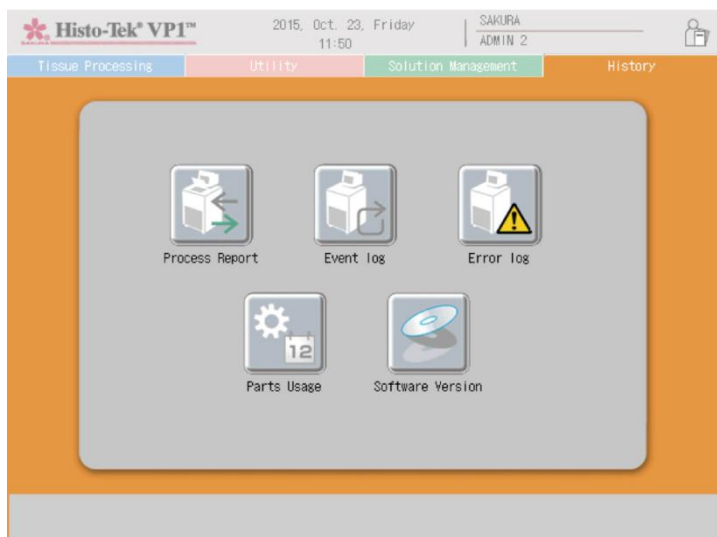 SAKURA Histo-Tek® VP1™
2015, Oct. 23, Friday
11:50
SAKURA
ADMIN 2
Tissue Processing
Utility
Solution Management
History
Process Report
Event log
Error log
12
Parts Usage
Software Version